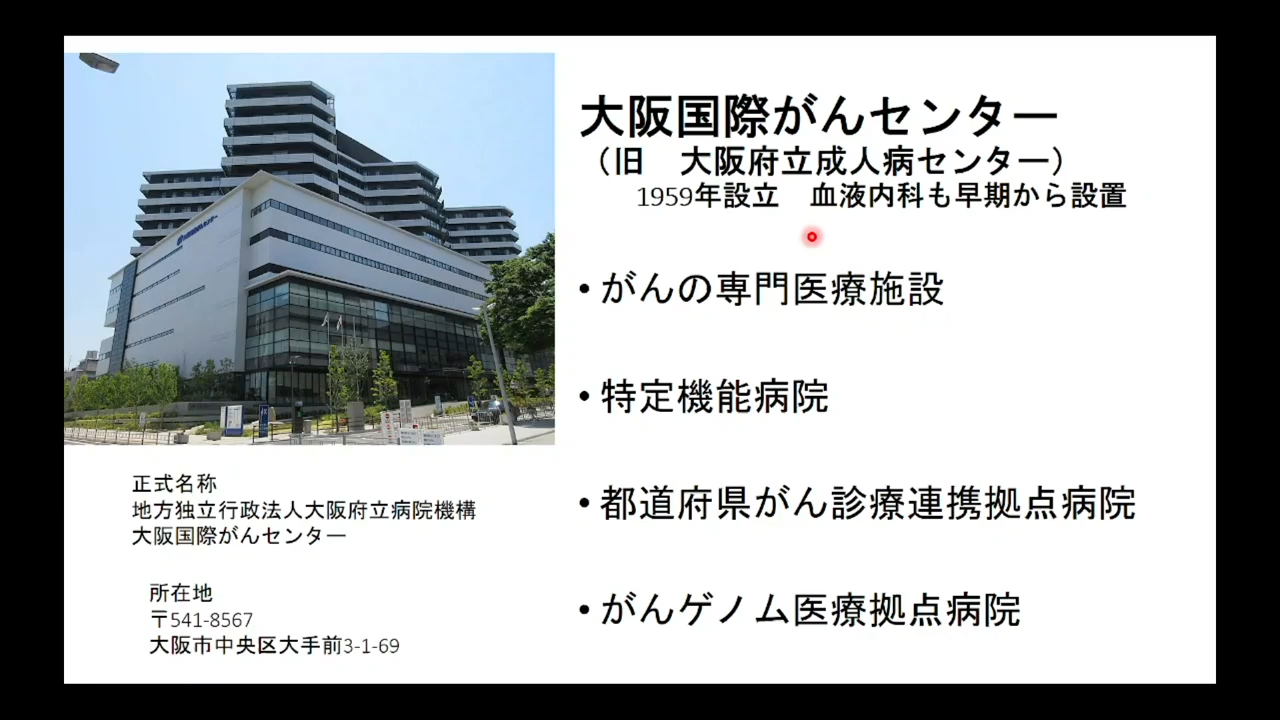 大阪国際がんセンター
（旧　大阪府立成人病センター）
1959年設立　血液内科も早期から設置
• がんの専門医療施設
• 特定機能病院
• 都道府県がん診療連携拠点病院
• がんゲノム医療拠点病院
正式名称
地方独立行政法人大阪府立病院機構
大阪国際がんセンター
所在地
〒541-8567
大阪市中央区大手前3-1-69